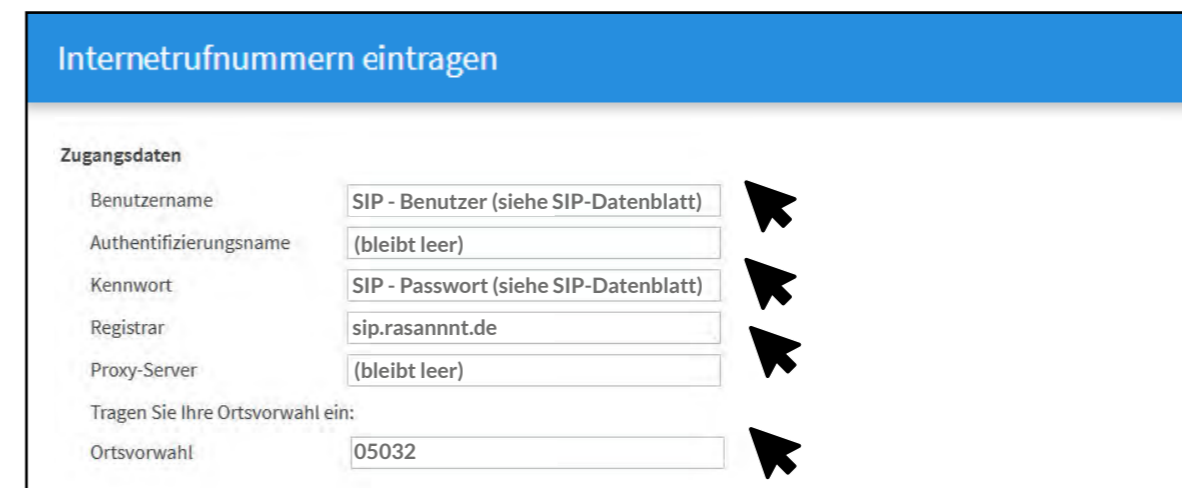 Internetrufnummern eintragen
Zugangsdaten
Benutzername SIP - Benutzer (siehe SIP-Datenblatt)
Authentifizierungsname (bleibt leer)
Kennwort SIP - Passwort (siehe SIP-Datenblatt)
Registrar sip.rasannnt.de
Proxy-Server (bleibt leer)
Tragen Sie Ihre Ortsvorwahl ein:
Ortsvorwahl 05032